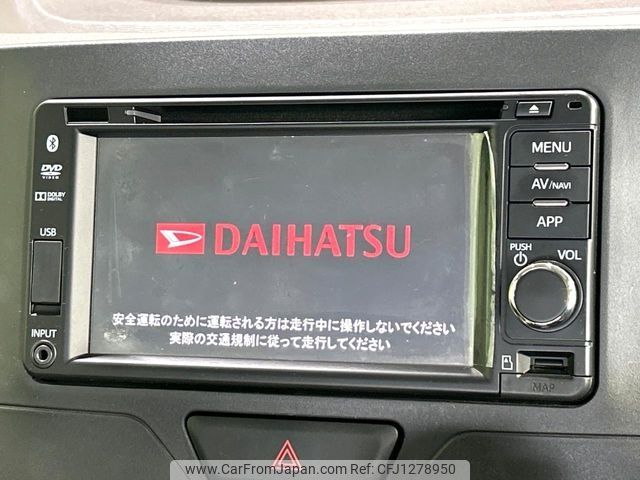 MENU
DVD
VIDEO
AV/NAVI
DOLBY
DIGITAL
APP
USB
DAIHATSU
PUSH
VOL
安全運転のために運転される方は走行中に操作しないでください
実際の交通規制に従って走行してください
INPUT
MAP
www.CarFromJapan.com | © CarFromJapan | Ref:CFJ1278950